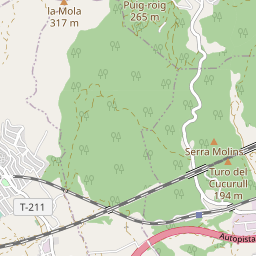 la-Mola
317 m
Puig-roig
265 m
Serra Molins
Turó del
Cucurull
194 m
T-211
Autopista